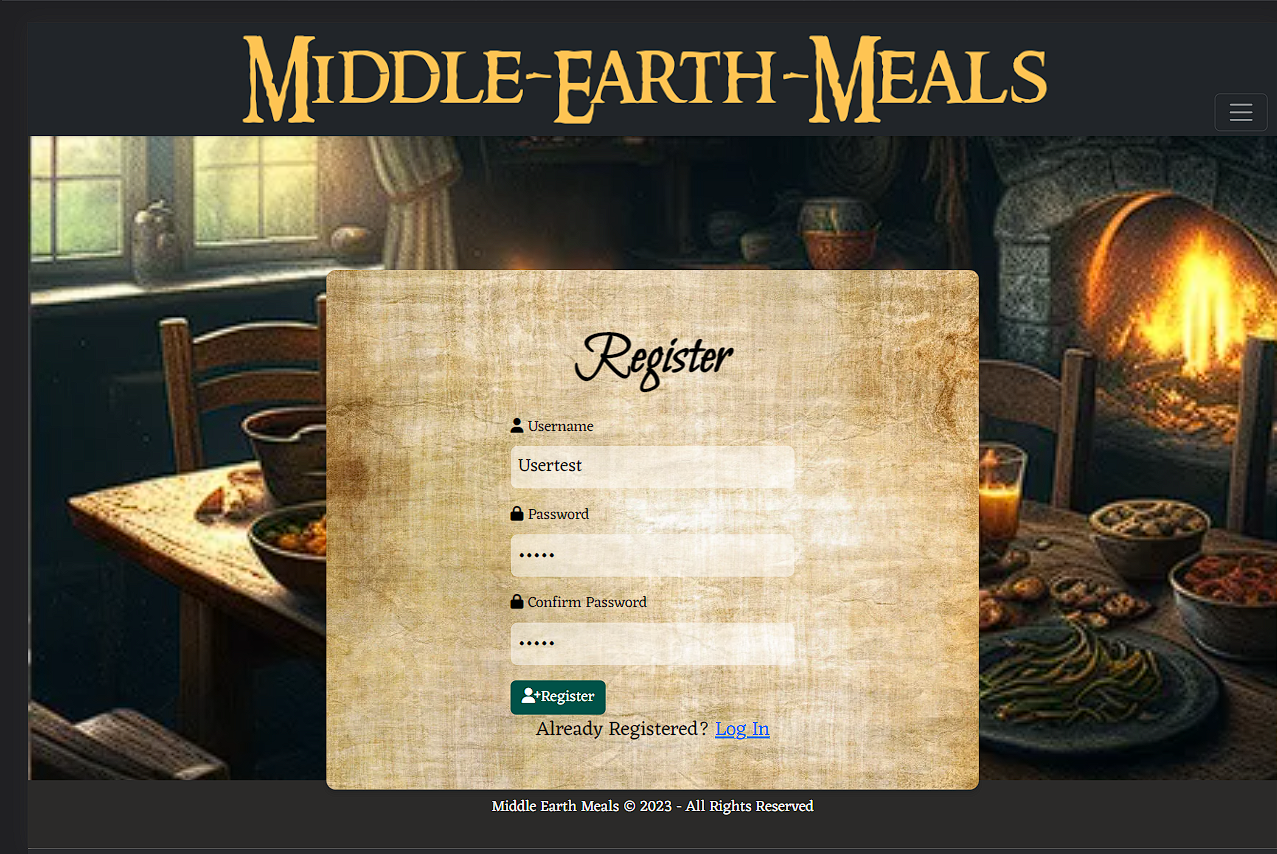 Middle-Earth-Meals
Register
Username
Usertest
Password
•••••
Confirm Password
•••••
Register
Already Registered? Log In
Middle Earth Meals © 2023 - All Rights Reserved